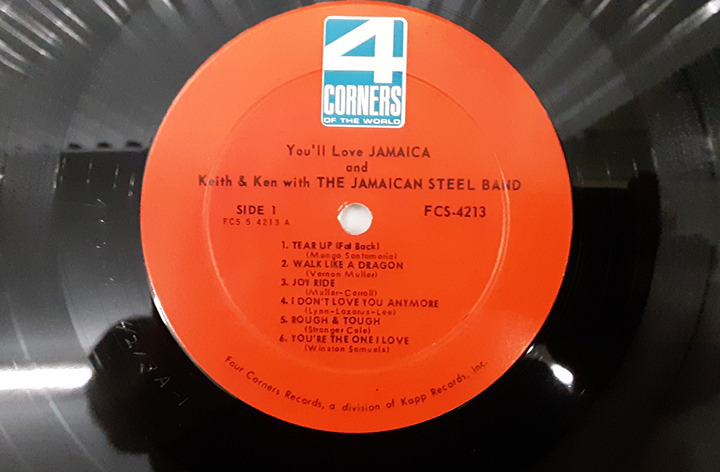 4
CORNERS
OF THE WORLD
You'll Love JAMAICA
and
Keith & Ken with THE JAMAICAN STEEL BAND
SIDE 1 FCS-4213
FCS S 4213 A
1. TEAR UP (Fat Back)
(Mongo Santamaria)
2. WALK LIKE A DRAGON
(Vernon Muller)
3. JOY RIDE
(Muller-Carroll)
4. I DON'T LOVE YOU ANYMORE
(Lynn-Lazarus-Lee)
5. ROUGH & TOUGH
(Stranger Cole)
6. YOU'RE THE ONE I LOVE
(Winston Samuels)
Four Corners Records, a division of Kapp Records, Inc.